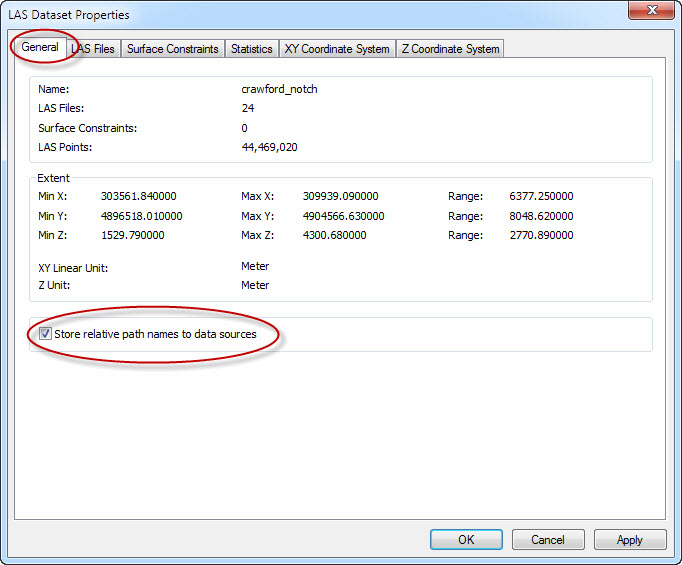 LAS Dataset Properties
General LAS Files Surface Constraints Statistics XY Coordinate System Z Coordinate System
Name: crawford_notch
LAS Files: 24
Surface Constraints: 0
LAS Points: 44,469,020
Extent
Min X: 303561.840000 Max X: 309939.090000 Range: 6377.250000
Min Y: 4896518.010000 Max Y: 4904566.630000 Range: 8048.620000
Min Z: 1529.790000 Max Z: 4300.680000 Range: 2770.890000
XY Linear Unit: Meter
Z Unit: Meter
Store relative path names to data sources
OK Cancel Apply